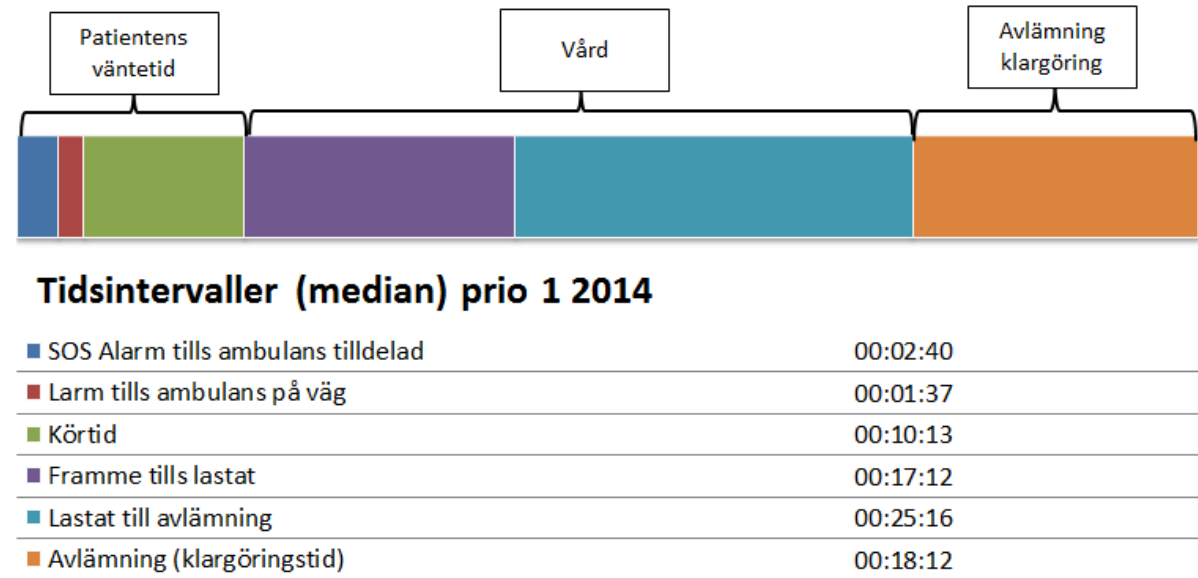 Patientens
väntetid
Vård
Avlämning
klargöring
Tidsintervaller (median) prio 1 2014
SOS Alarm tills ambulans tilldelad 00:02:40
Larm tills ambulans på väg 00:01:37
Körtid 00:10:13
Framme tills lastat 00:17:12
Lastat till avlämning 00:25:16
Avlämning (klargöringstid) 00:18:12